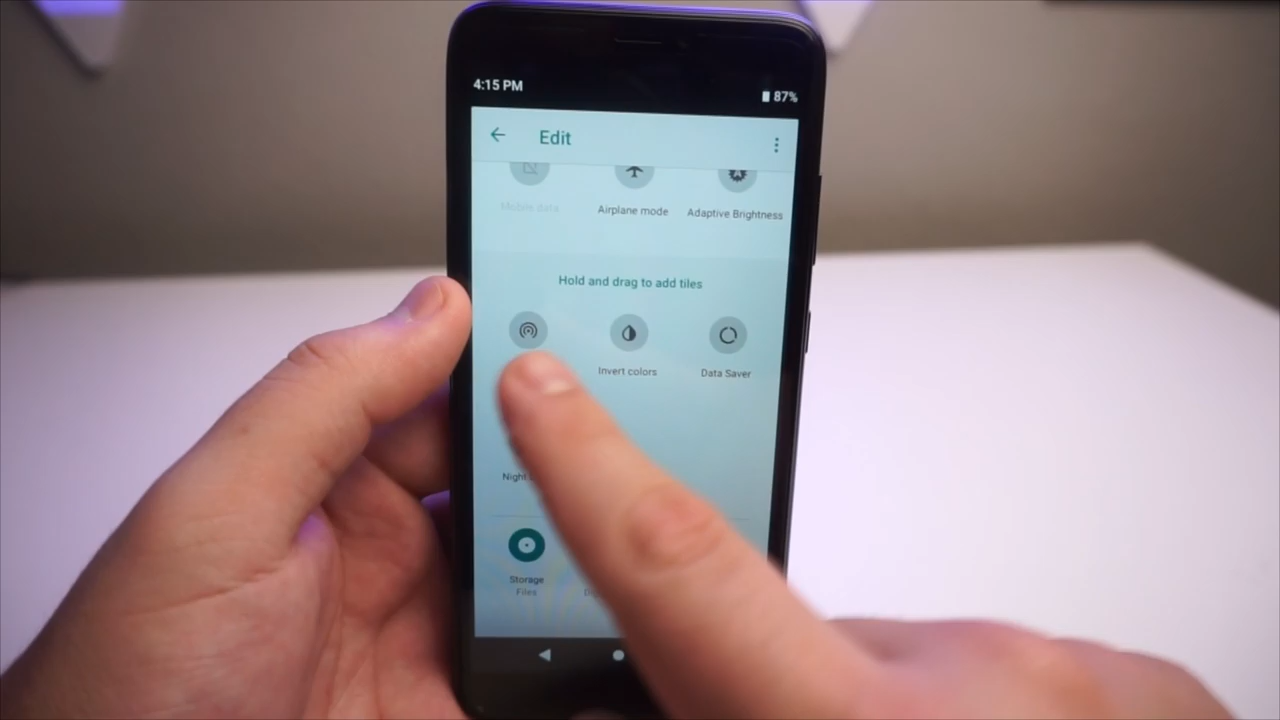 4:15 PM
87%
Edit
Mobile data
Airplane mode
Adaptive Brightness
Hold and drag to add tiles
Invert colors
Data Saver
Night
Storage
Files